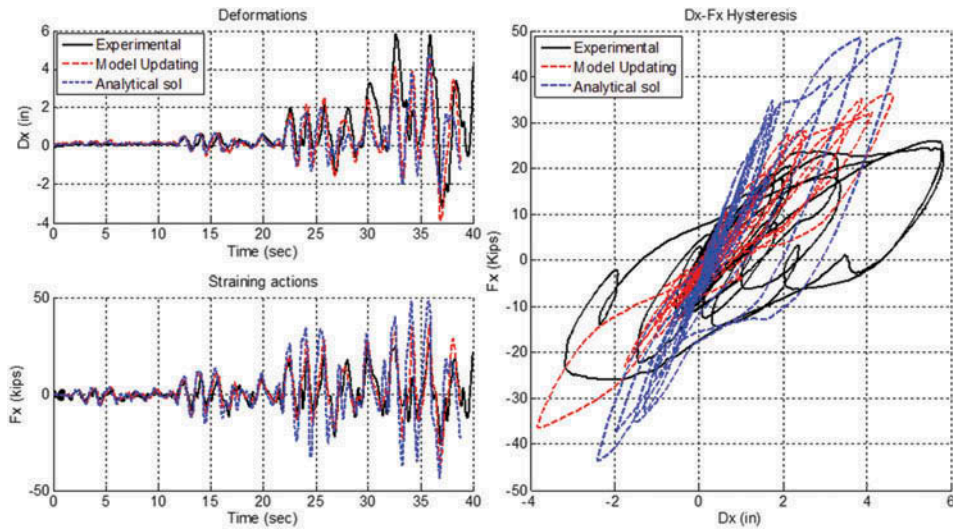 Deformations
6
4
2
0
-2
-4
Dx (in)
Experimental
Model Updating
Analytical sol
0 5 10 15 20 25 30 35 40
Time (sec)
Straining actions
50
0
-50
Fx (kips)
0 5 10 15 20 25 30 35 40
Time (sec)
Dx-Fx Hysteresis
50
40
30
20
10
0
-10
-20
-30
-40
-50
Fx (Kips)
Experimental
Model Updating
Analytical sol
-4 -2 0 2 4 6
Dx (in)